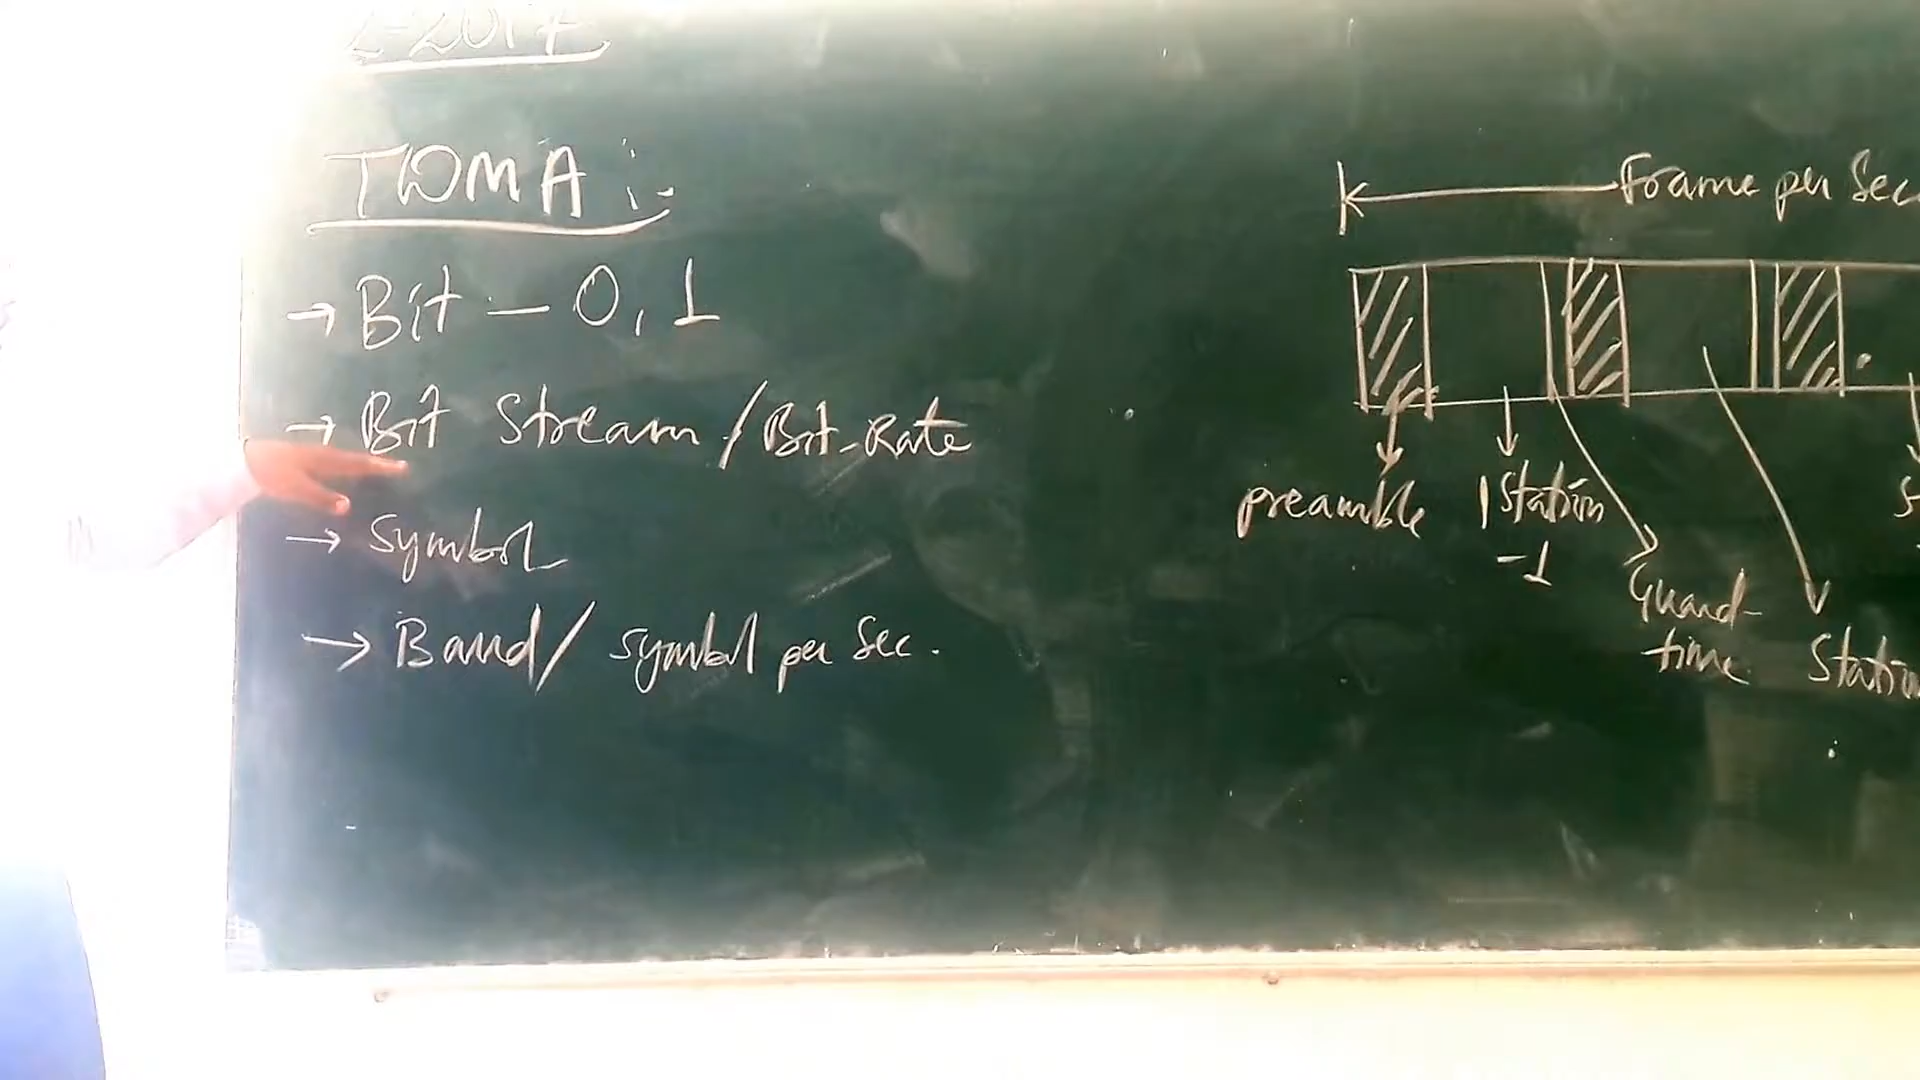 TDMA :-
→ Bit - 0, 1
→ Bit Stream / Bit-Rate
→ Symbol
→ Baud / symbol per Sec.
Frame per Sec
preamble
Station
-1
Guard-
time
Statio